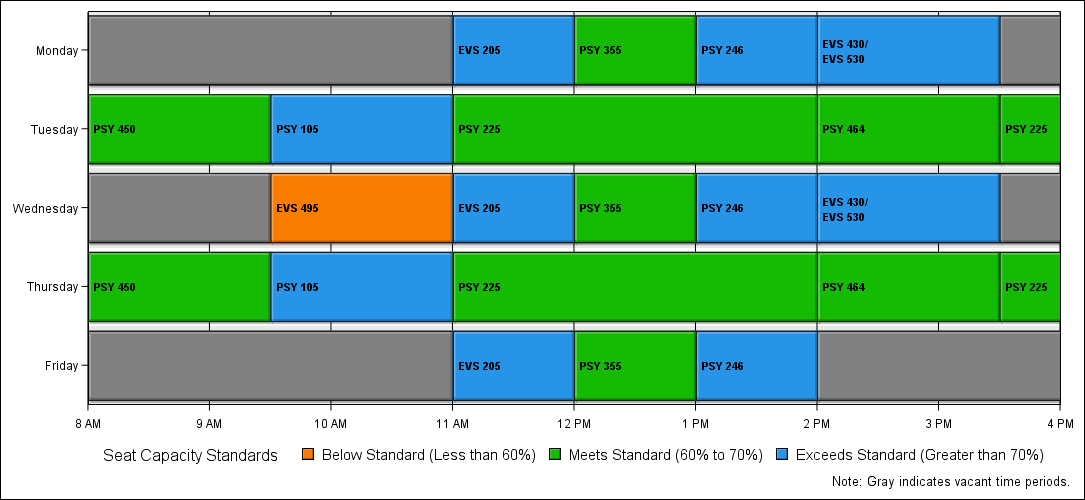 Monday
EVS 205
PSY 355
PSY 246
EVS 430/
EVS 530
Tuesday
PSY 450
PSY 105
PSY 225
PSY 464
PSY 225
Wednesday
EVS 495
EVS 205
PSY 355
PSY 246
EVS 430/
EVS 530
Thursday
PSY 450
PSY 105
PSY 225
PSY 464
PSY 225
Friday
EVS 205
PSY 355
PSY 246
8 AM 9 AM 10 AM 11 AM 12 PM 1 PM 2 PM 3 PM 4 PM
Seat Capacity Standards Below Standard (Less than 60%) Meets Standard (60% to 70%) Exceeds Standard (Greater than 70%)
Note: Gray indicates vacant time periods.